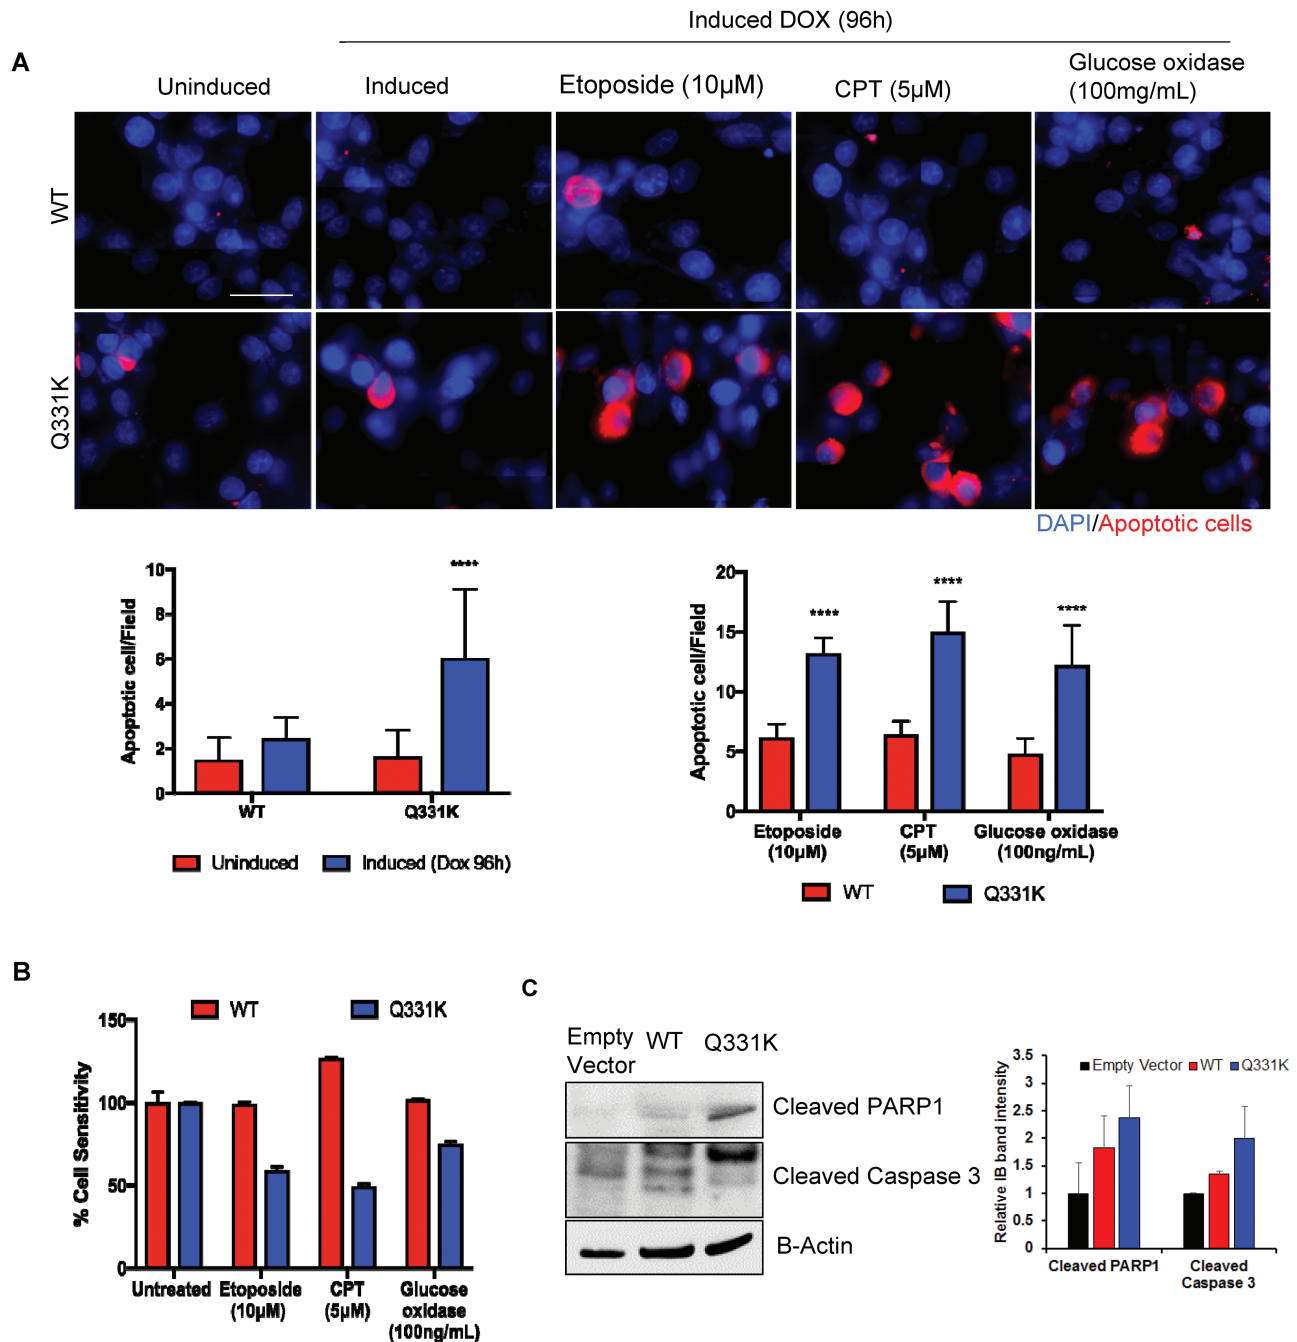 Induced DOX (96h)
A
Uninduced
Induced
Etoposide (10µM)
CPT (5µM)
Glucose oxidase
(100mg/mL)
WT
Q331K
DAPI/Apoptotic cells
Apoptotic cell/Field
10
8
6
4
2
0
****
WT
Q331K
Uninduced
Induced (Dox 96h)
Apoptotic cell/Field
20
15
10
5
0
****
****
****
Etoposide
(10µM)
CPT
(5µM)
Glucose oxidase
(100ng/mL)
WT
Q331K
B
WT
Q331K
% Cell Sensitivity
150
100
50
0
Untreated
Etoposide
(10µM)
CPT
(5µM)
Glucose
oxidase
(100ng/mL)
C
Empty
Vector
WT
Q331K
Cleaved PARP1
Cleaved Caspase 3
B-Actin
Relative IB band intensity
3.5
3
2.5
2
1.5
1
0.5
0
Empty Vector
WT
Q331K
Cleaved PARP1
Cleaved
Caspase 3